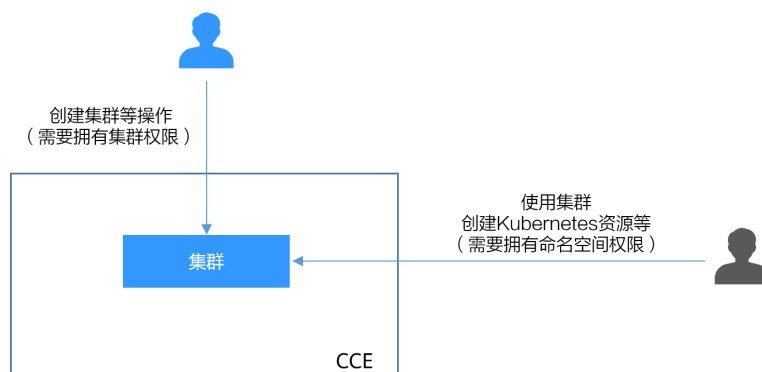 创建集群等操作
（需要拥有集群权限）
使用集群
创建Kubernetes资源等
（需要拥有命名空间权限）
集群
CCE